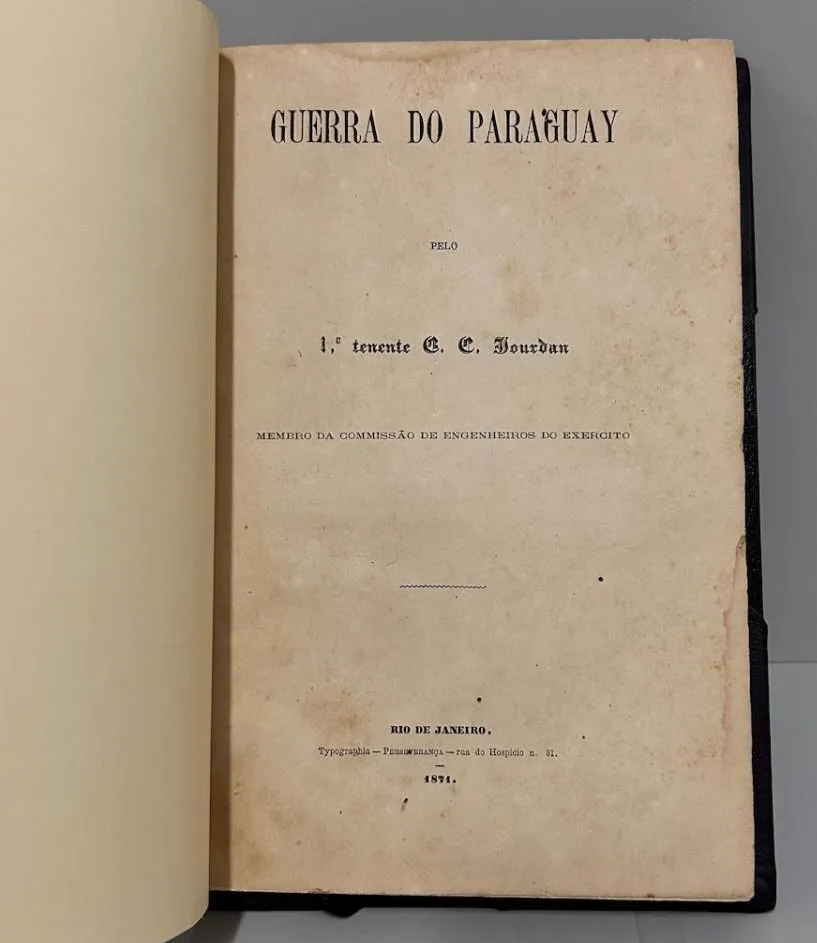 GUERRA DO PARAGUAY
PELO
1.º tenente E. C. Jourdan
MEMBRO DA COMMISSÃO DE ENGENHEIROS DO EXERCITO
RIO DE JANEIRO.
Typographia — PERSEVERANÇA — rua do Hospicio n. 91.
1871.